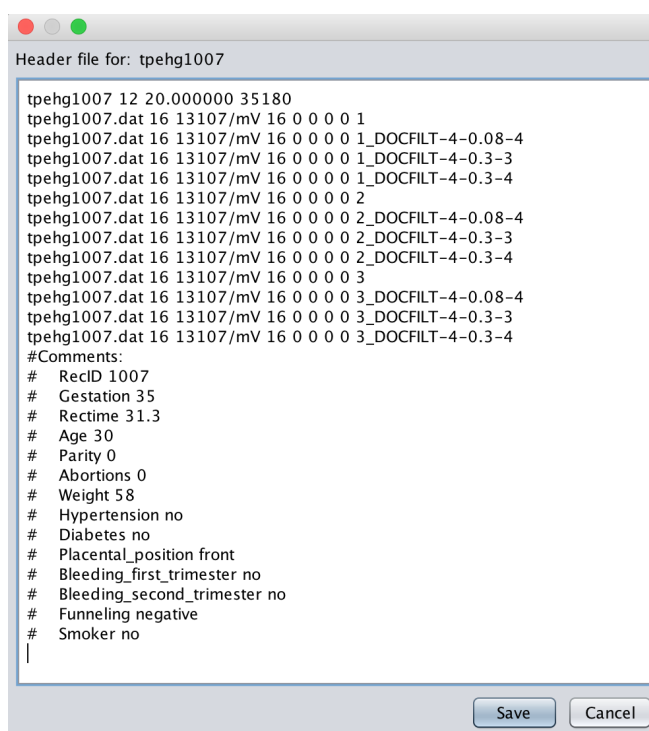 Header file for: tpehg1007
tpehg1007 12 20.000000 35180
tpehg1007.dat 16 13107/mV 16 0 0 0 0 1
tpehg1007.dat 16 13107/mV 16 0 0 0 0 1_DOCFILT-4-0.08-4
tpehg1007.dat 16 13107/mV 16 0 0 0 0 1_DOCFILT-4-0.3-3
tpehg1007.dat 16 13107/mV 16 0 0 0 0 1_DOCFILT-4-0.3-4
tpehg1007.dat 16 13107/mV 16 0 0 0 0 2
tpehg1007.dat 16 13107/mV 16 0 0 0 0 2_DOCFILT-4-0.08-4
tpehg1007.dat 16 13107/mV 16 0 0 0 0 2_DOCFILT-4-0.3-3
tpehg1007.dat 16 13107/mV 16 0 0 0 0 2_DOCFILT-4-0.3-4
tpehg1007.dat 16 13107/mV 16 0 0 0 0 3
tpehg1007.dat 16 13107/mV 16 0 0 0 0 3_DOCFILT-4-0.08-4
tpehg1007.dat 16 13107/mV 16 0 0 0 0 3_DOCFILT-4-0.3-3
tpehg1007.dat 16 13107/mV 16 0 0 0 0 3_DOCFILT-4-0.3-4
#Comments:
# RecID 1007
# Gestation 35
# Rectime 31.3
# Age 30
# Parity 0
# Abortions 0
# Weight 58
# Hypertension no
# Diabetes no
# Placental_position front
# Bleeding_first_trimester no
# Bleeding_second_trimester no
# Funneling negative
# Smoker no
Save Cancel